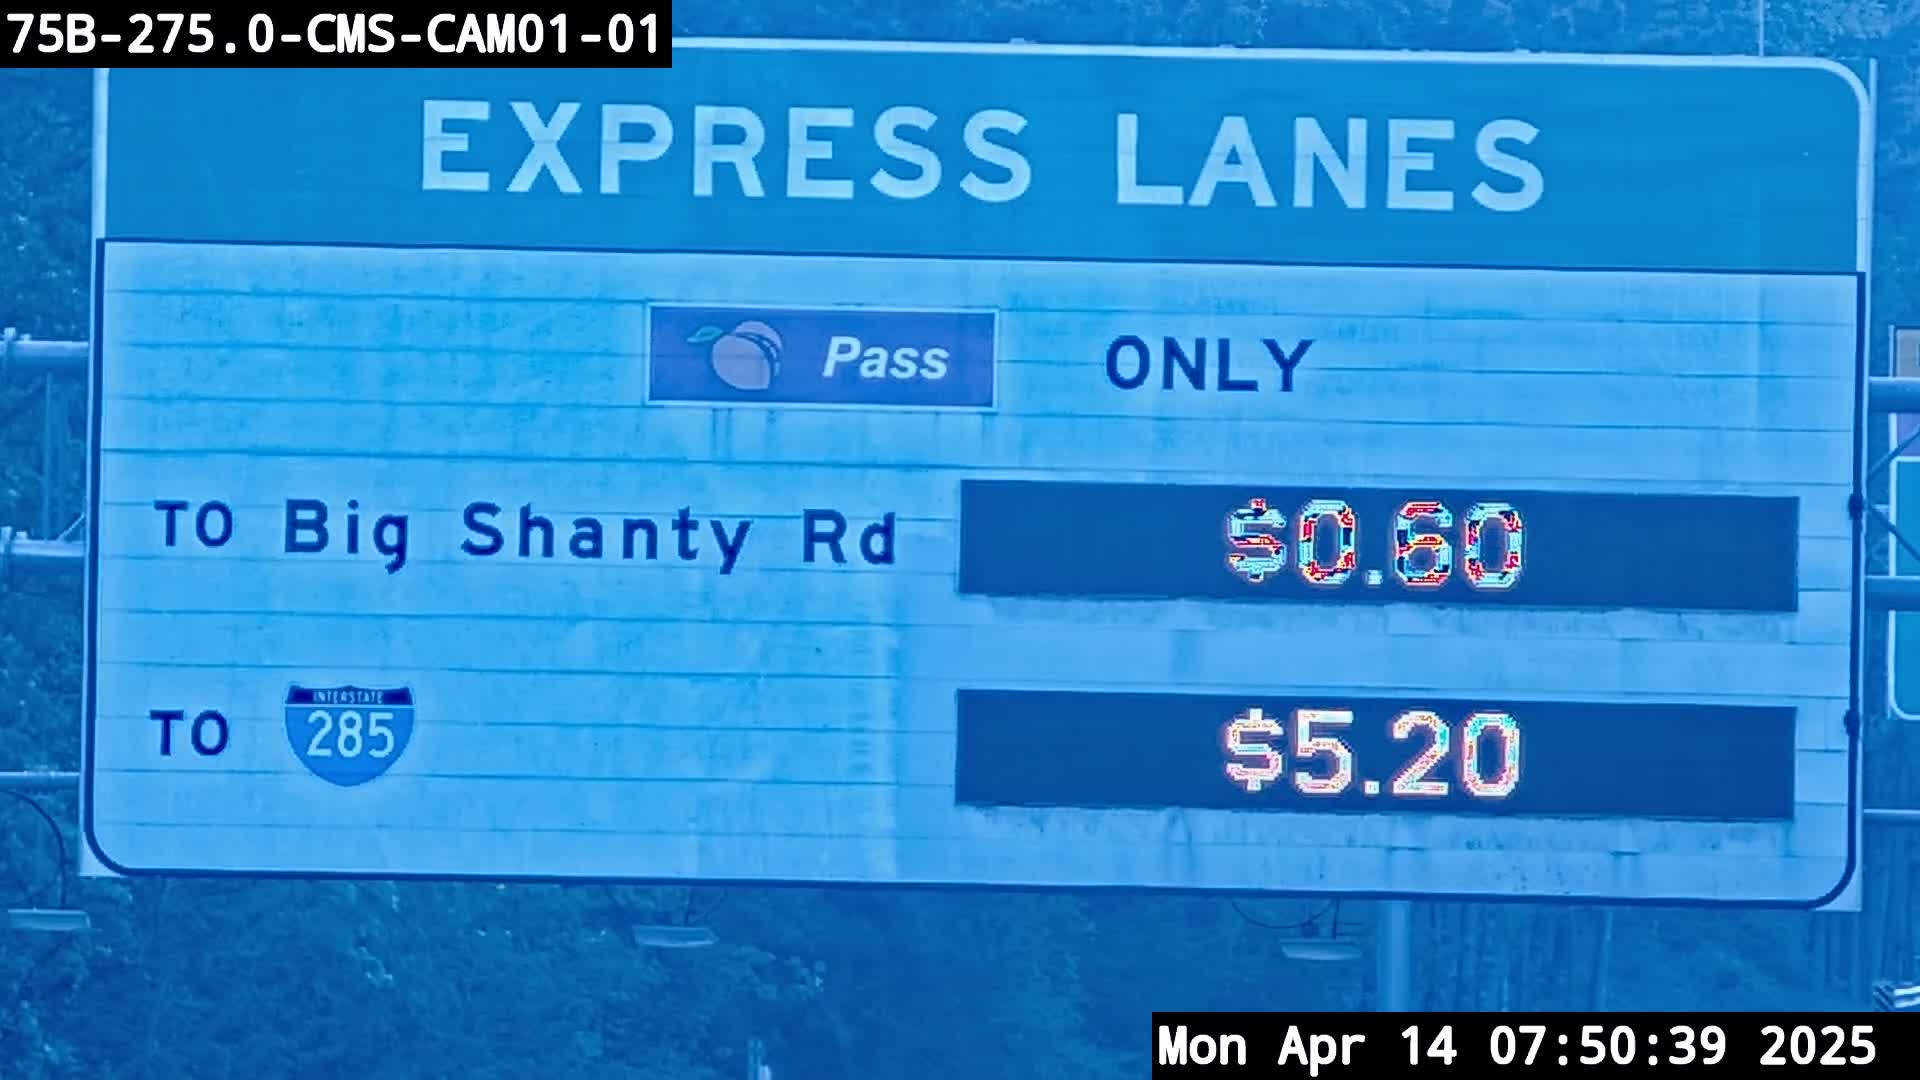 75B-275.0-CMS-CAM01-01
EXPRESS LANES
Pass ONLY
TO Big Shanty Rd $0.60
TO INTERSTATE 285 $5.20
Mon Apr 14 07:50:39 2025